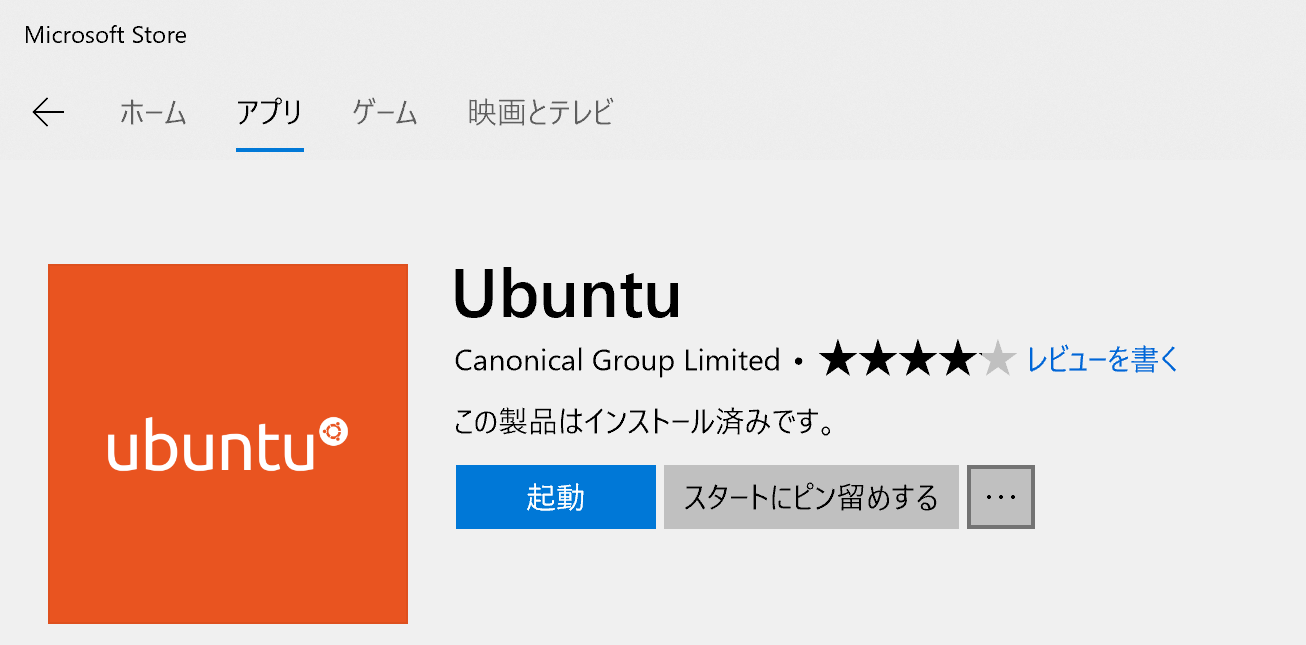 Microsoft Store
ホーム アプリ ゲーム 映画とテレビ
ubuntu
Ubuntu
Canonical Group Limited • ★★★★★ レビューを書く
この製品はインストール済みです。
起動 スタートにピン留めする ···